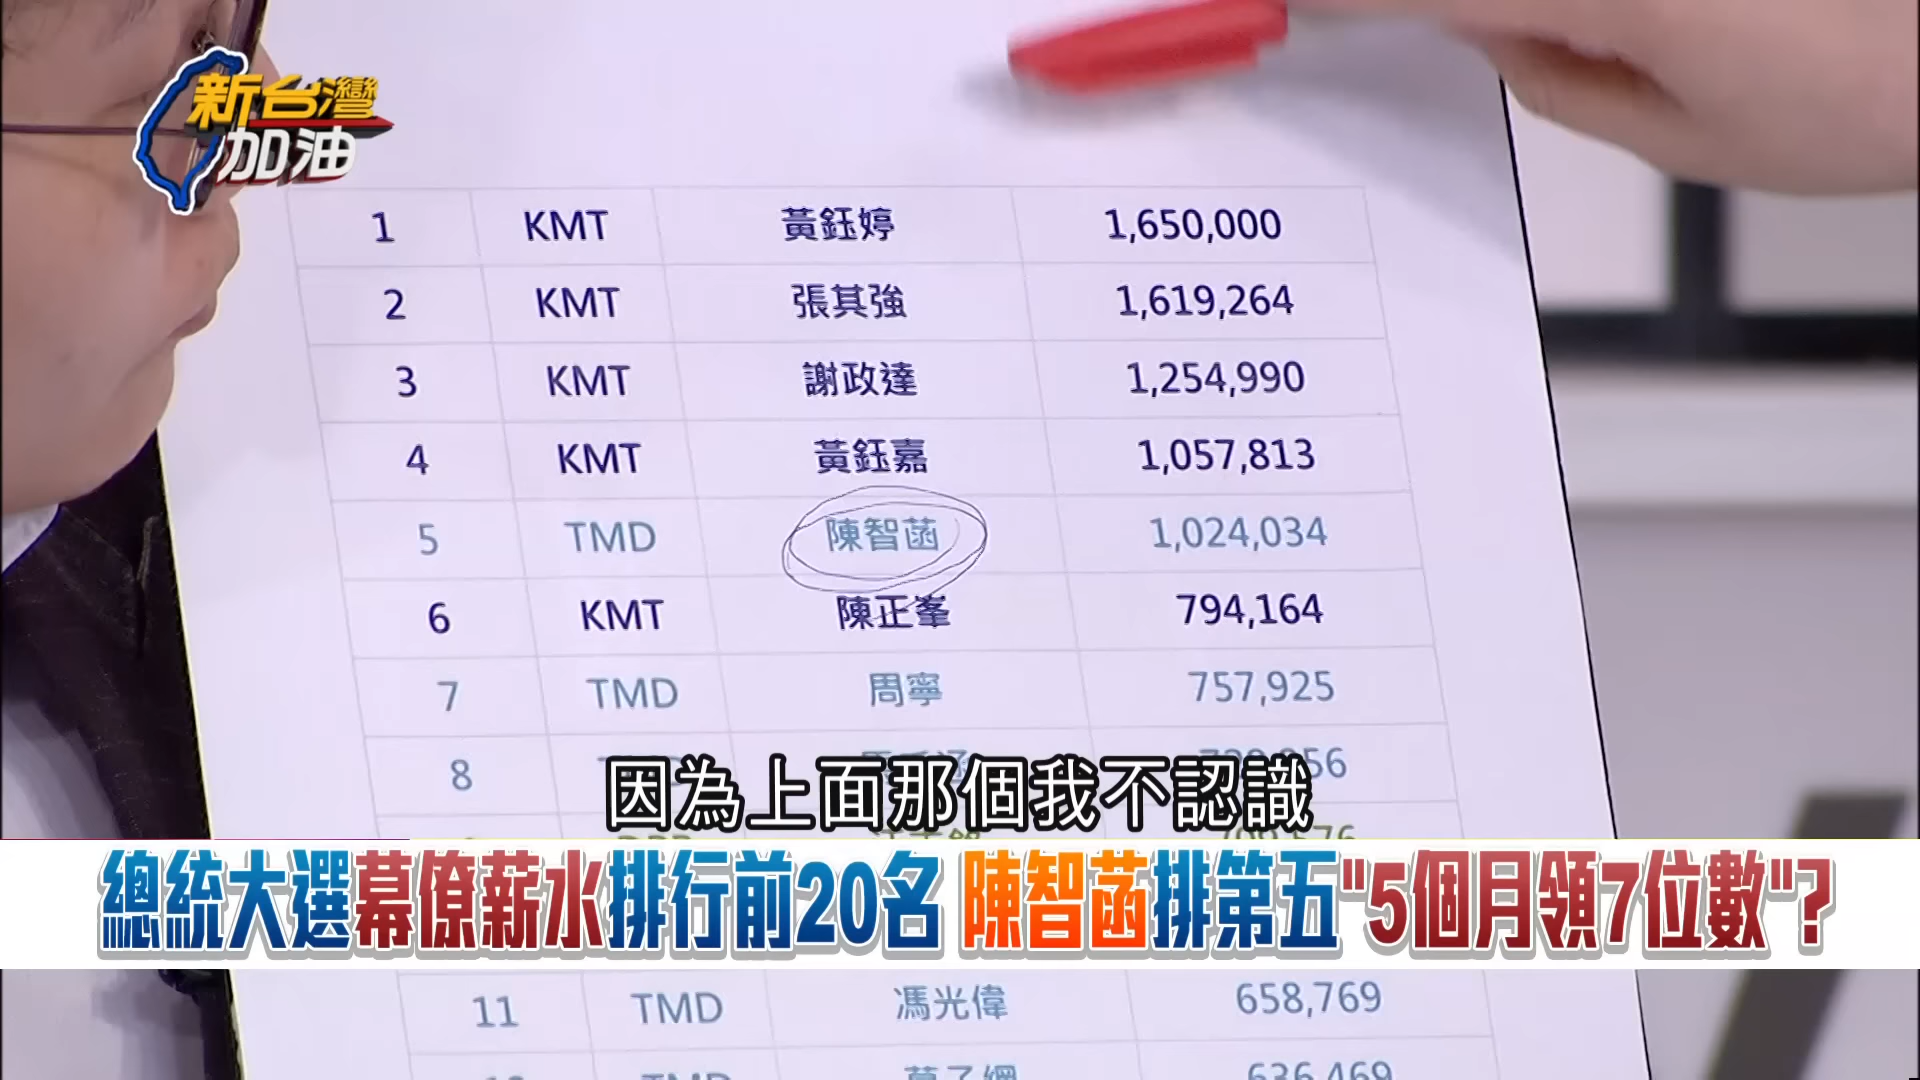 新台灣
加油
1 KMT 黃鈺婷 1,650,000
2 KMT 張其強 1,619,264
3 KMT 謝政達 1,254,990
4 KMT 黃鈺嘉 1,057,813
5 TMD 陳智菡 1,024,034
6 KMT 陳正峯 794,164
7 TMD 周寧 757,925
8
因為上面那個我不認識
總統大選幕僚薪水排行前20名 陳智菡排第五"5個月領7位數"?
11 TMD 馮光偉 658,769
TMD 636,469